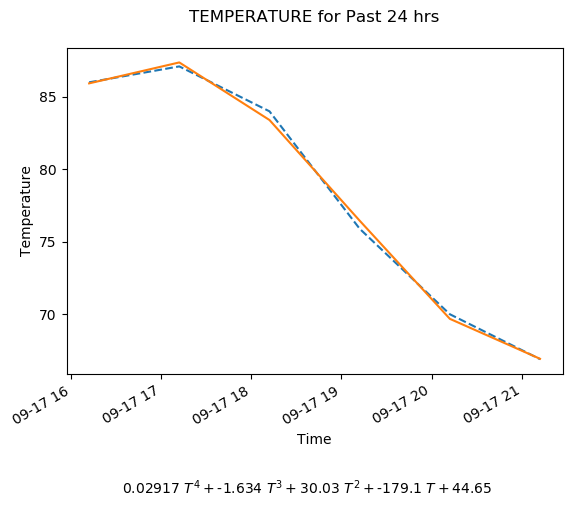 TEMPERATURE for Past 24 hrs
85
80
75
70
Temperature
09-17 16
09-17 17
09-17 18
09-17 19
09-17 20
09-17 21
Time
0.02917 T⁴ + -1.634 T³ + 30.03 T² + -179.1 T + 44.65